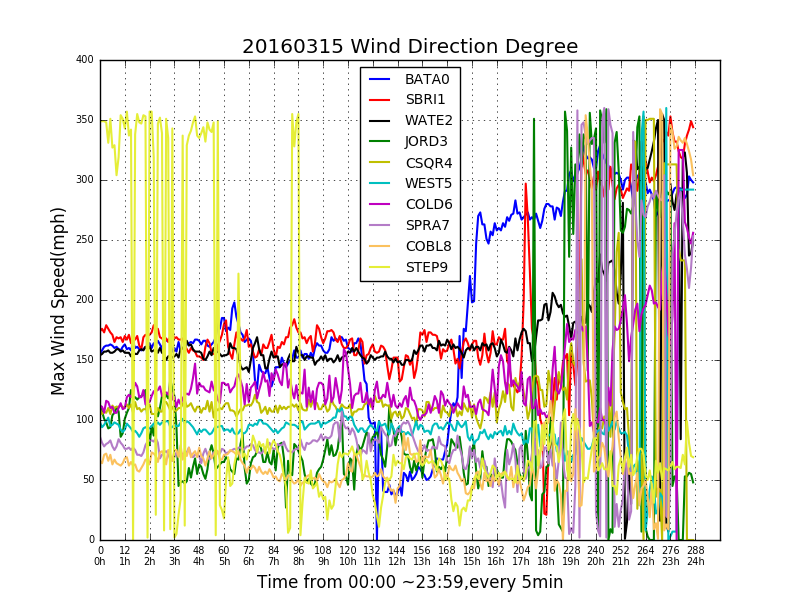 20160315 Wind Direction Degree
400
350
300
250
200
150
100
50
0
Max Wind Speed(mph)
BATA0
SBRI1
WATE2
JORD3
CSQR4
WEST5
COLD6
SPRA7
COBL8
STEP9
0 12 24 36 48 60 72 84 96 108 120 132 144 156 168 180 192 204 216 228 240 252 264 276 288
0h 1h 2h 3h 4h 5h 6h 7h 8h 9h 10h 11h 12h 13h 14h 15h 16h 17h 18h 19h 20h 21h 22h 23h 24h
Time from 00:00 ~23:59,every 5min